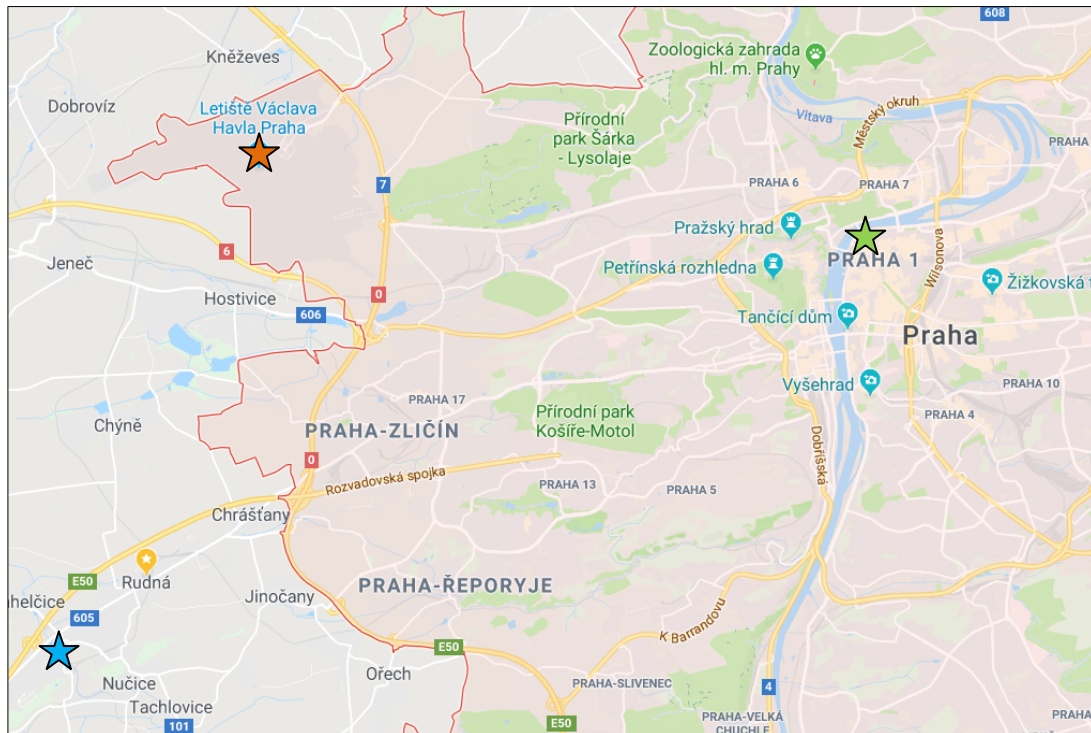 608
Kněževes
Zoologická zahrada
hl. m. Prahy
Dobrovíz
Letiště Václava
Havla Praha
Městský okruh
Vltava
Přírodní
park Šárka
- Lysolaje
7
PRAHA 6
PRAHA 7
Pražský hrad
6
Jeneč
Petřínská rozhledna
PRAHA 1
Wilsonova
Žižkovská
0
Hostivice
606
Tančící dům
Praha
Vyšehrad
PRAHA 10
PRAHA 17
Přírodní park
Košíře-Motol
PRAHA 4
Chýně
PRAHA-ZLIČÍN
Dobříšská
0
Rozvadovská spojka
PRAHA 13
PRAHA 5
Chrášťany
E50
Rudná
PRAHA-ŘEPORYJE
Jinočany
605
K Barrandovu
E50
Ořech
Nučice
PRAHA-SLIVENEC
4
Tachlovice
101
E50
PRAHA-VELKÁ
CHUCHLE
PRAHA